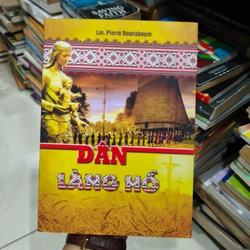 Lm. Pierre Dourisboure
DÂN
LÀNG HỒ